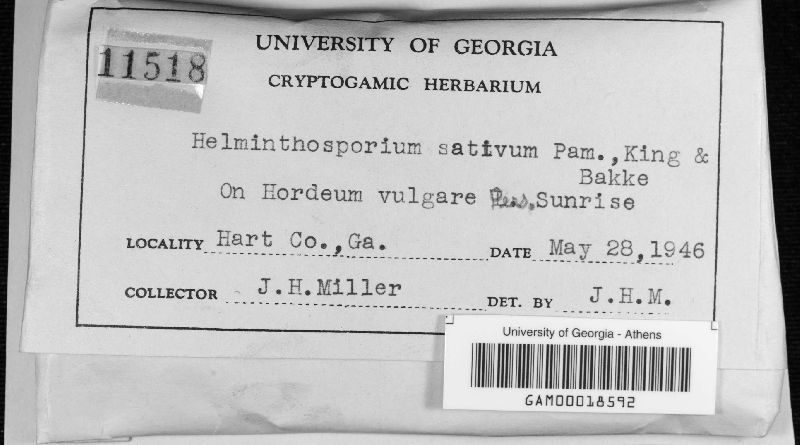 11518
UNIVERSITY OF GEORGIA
CRYPTOGAMIC HERBARIUM
Helminthosporium sativum Pam.,King &
Bakke
On Hordeum vulgare Sunrise
LOCALITY Hart Co.,Ga. DATE May 28,1946
COLLECTOR J.H.Miller DET. BY J.H.M.
University of Georgia - Athens
GAM00018592